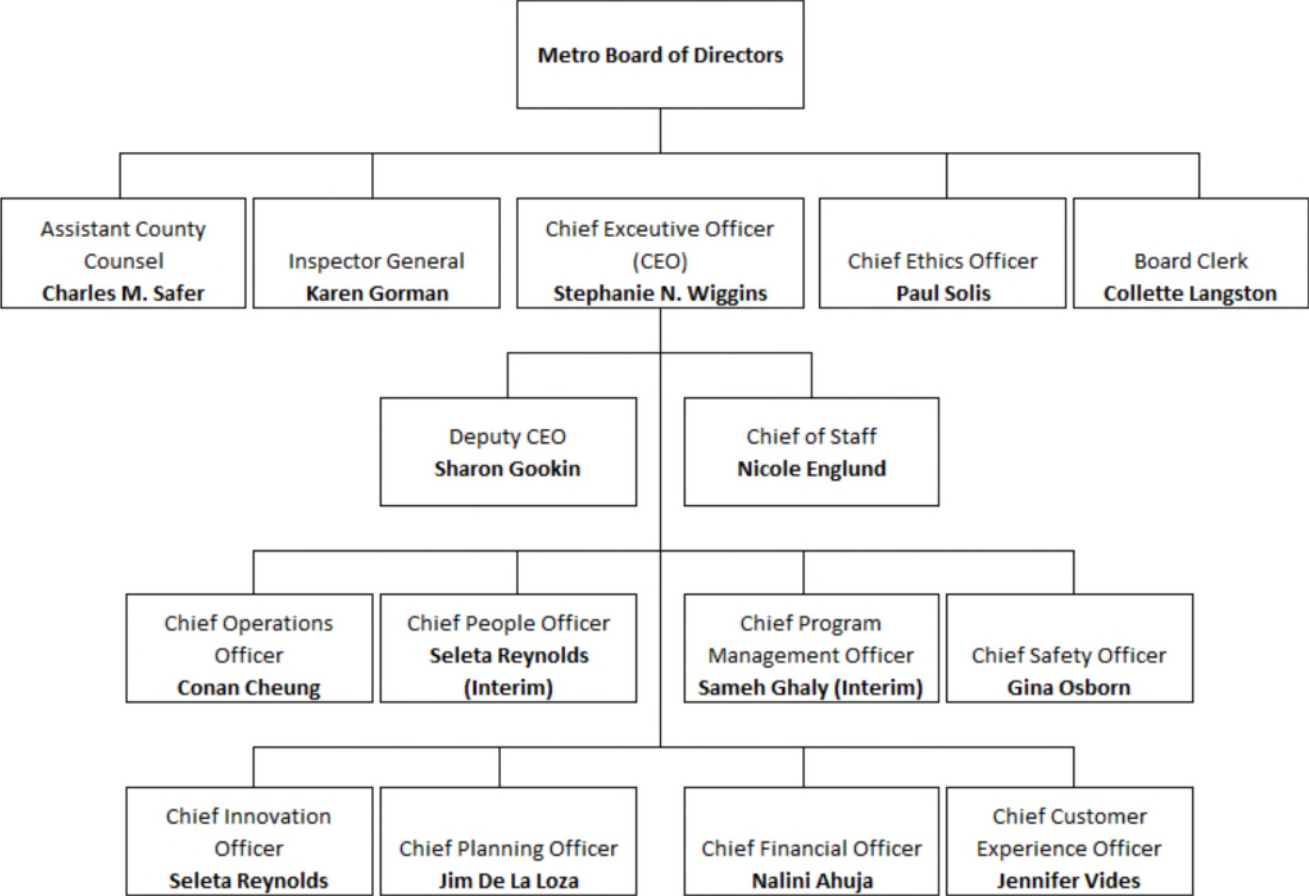 Metro Board of Directors
Assistant County
Counsel
Charles M. Safer
Inspector General
Karen Gorman
Chief Exceutive Officer
(CEO)
Stephanie N. Wiggins
Chief Ethics Officer
Paul Solis
Board Clerk
Collette Langston
Deputy CEO
Sharon Gookin
Chief of Staff
Nicole Englund
Chief Operations
Officer
Conan Cheung
Chief People Officer
Seleta Reynolds
(Interim)
Chief Program
Management Officer
Sameh Ghaly (Interim)
Chief Safety Officer
Gina Osborn
Chief Innovation
Officer
Seleta Reynolds
Chief Planning Officer
Jim De La Loza
Chief Financial Officer
Nalini Ahuja
Chief Customer
Experience Officer
Jennifer Vides